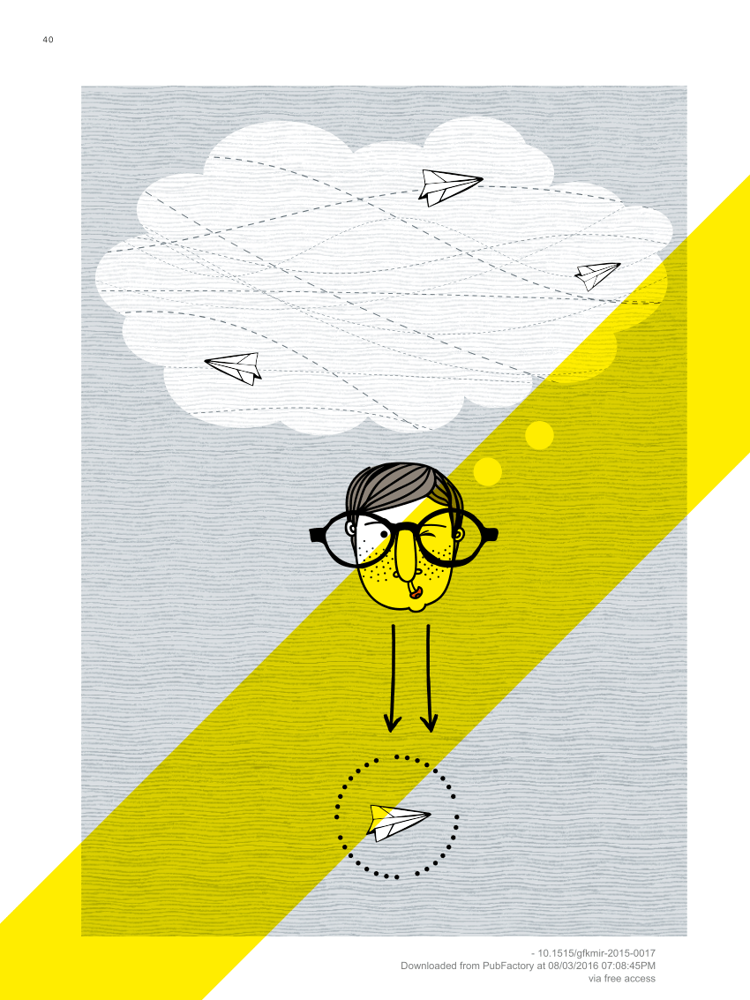 40
- 10.1515/gfkmir-2015-0017
Downloaded from PubFactory at 08/03/2016 07:08:45PM
via free access